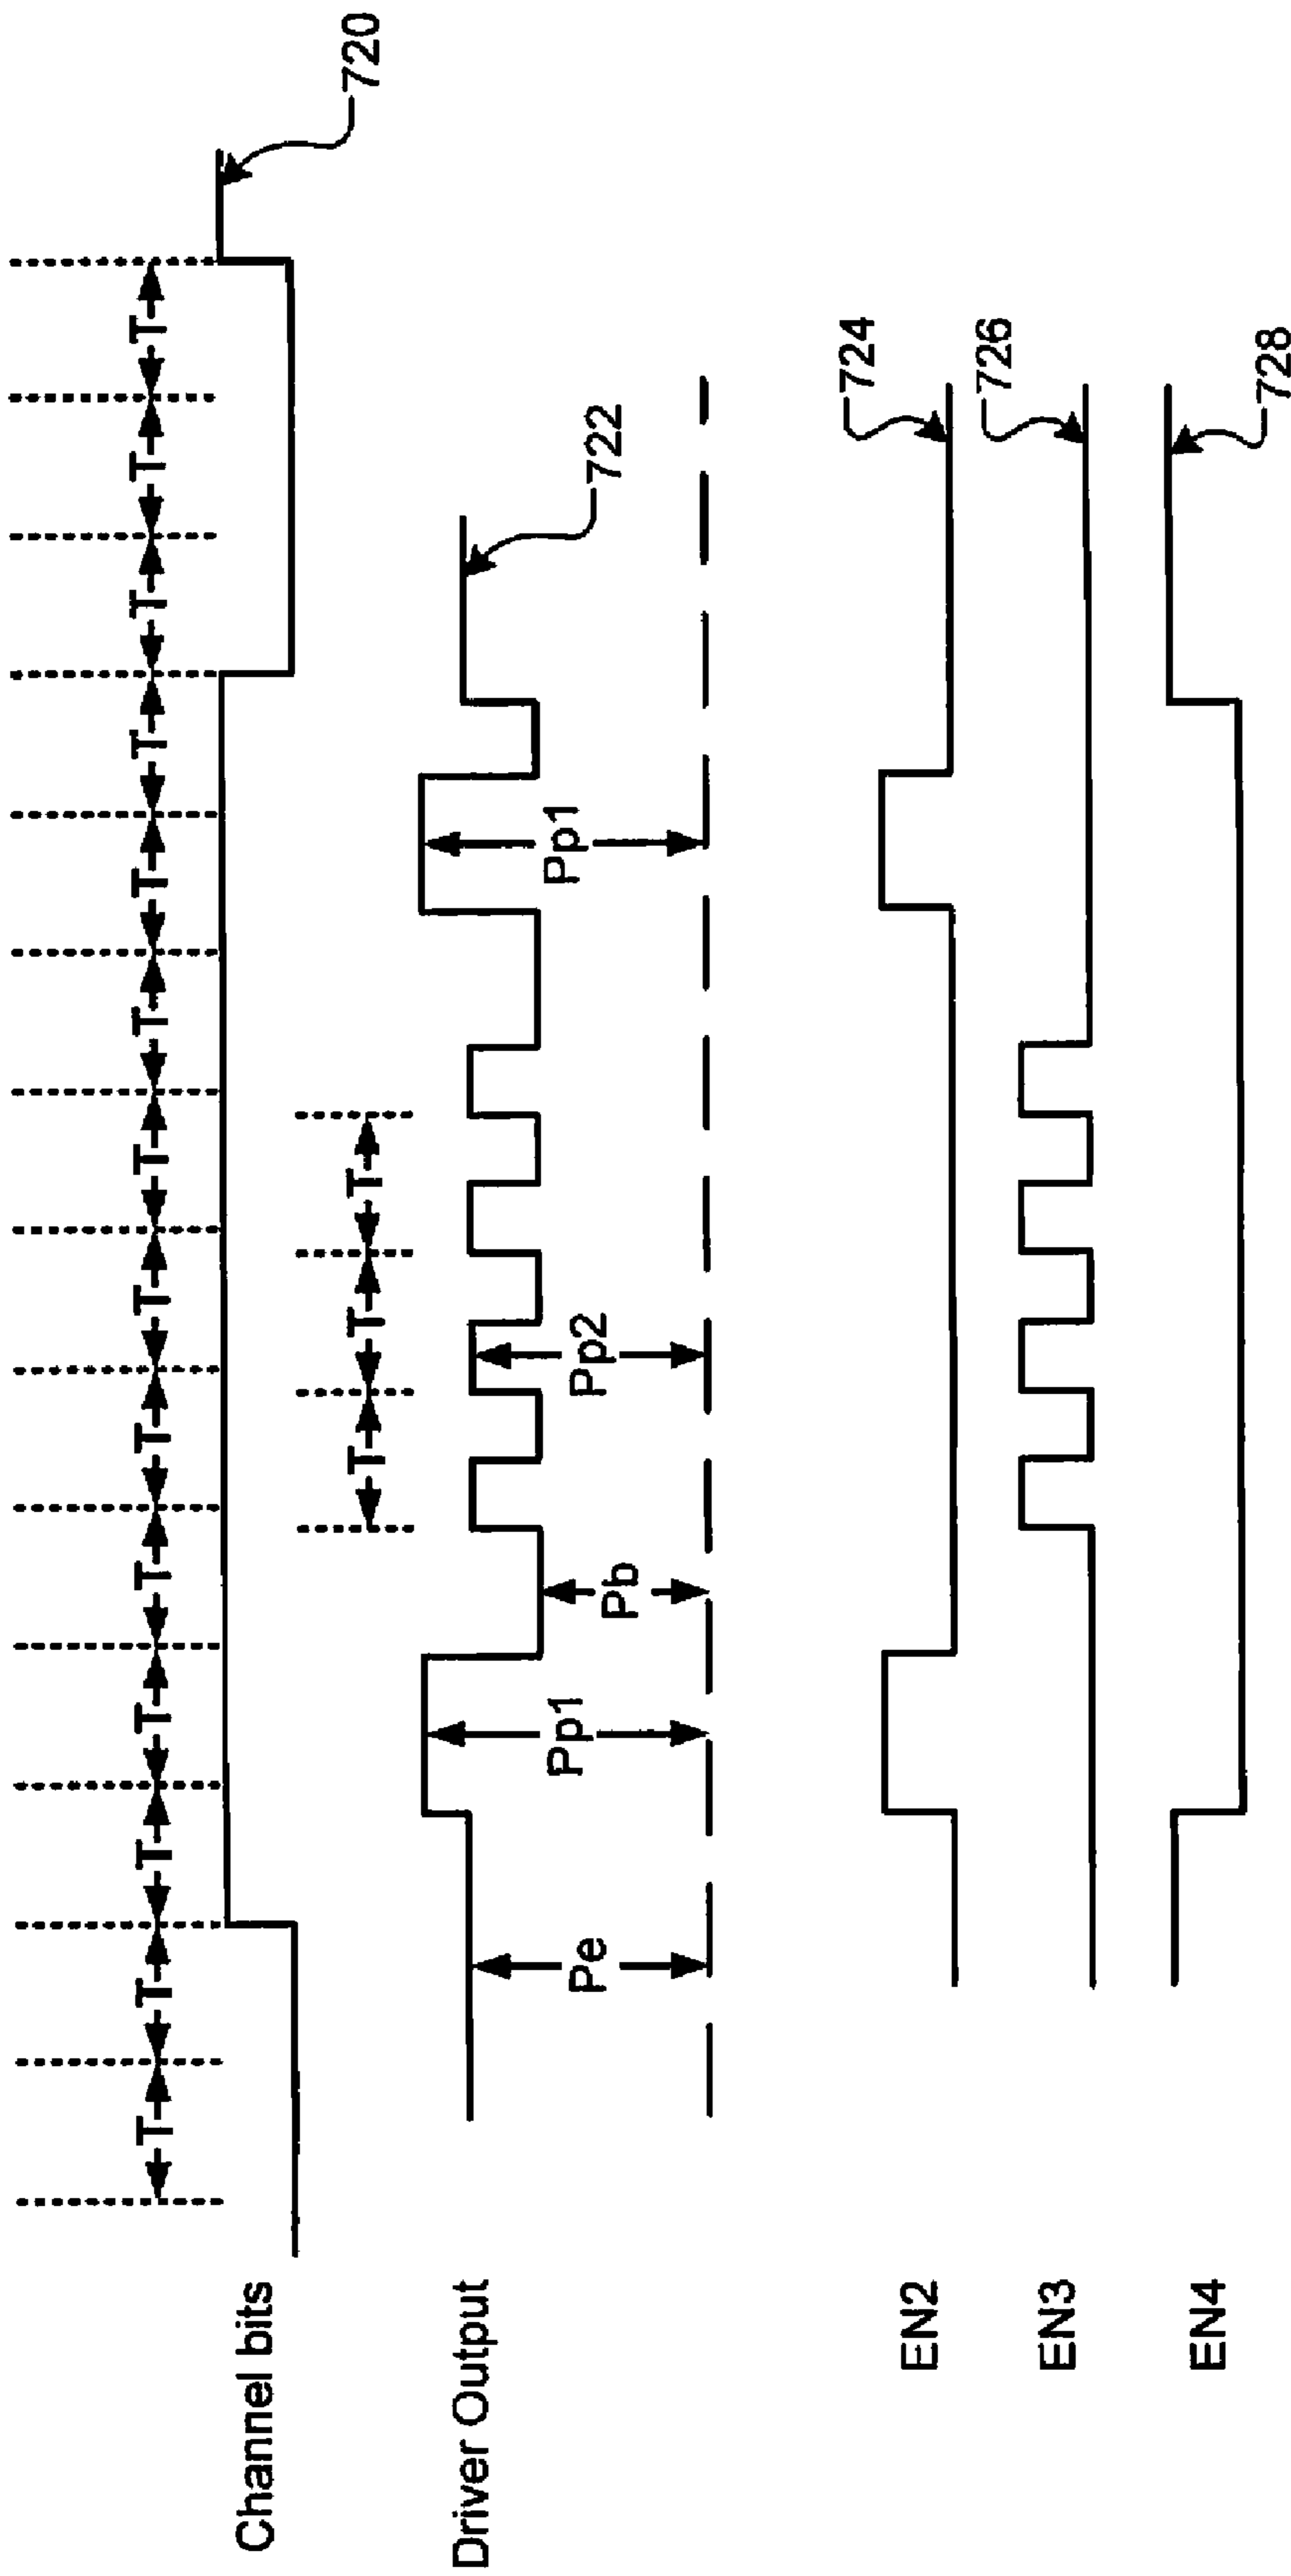 T T T T T T T T T T T T T T
Channel bits
720
T T T
Driver Output
Pe Pp1 Pb Pp2 Pp1
722
EN2 724
EN3 726
EN4 728